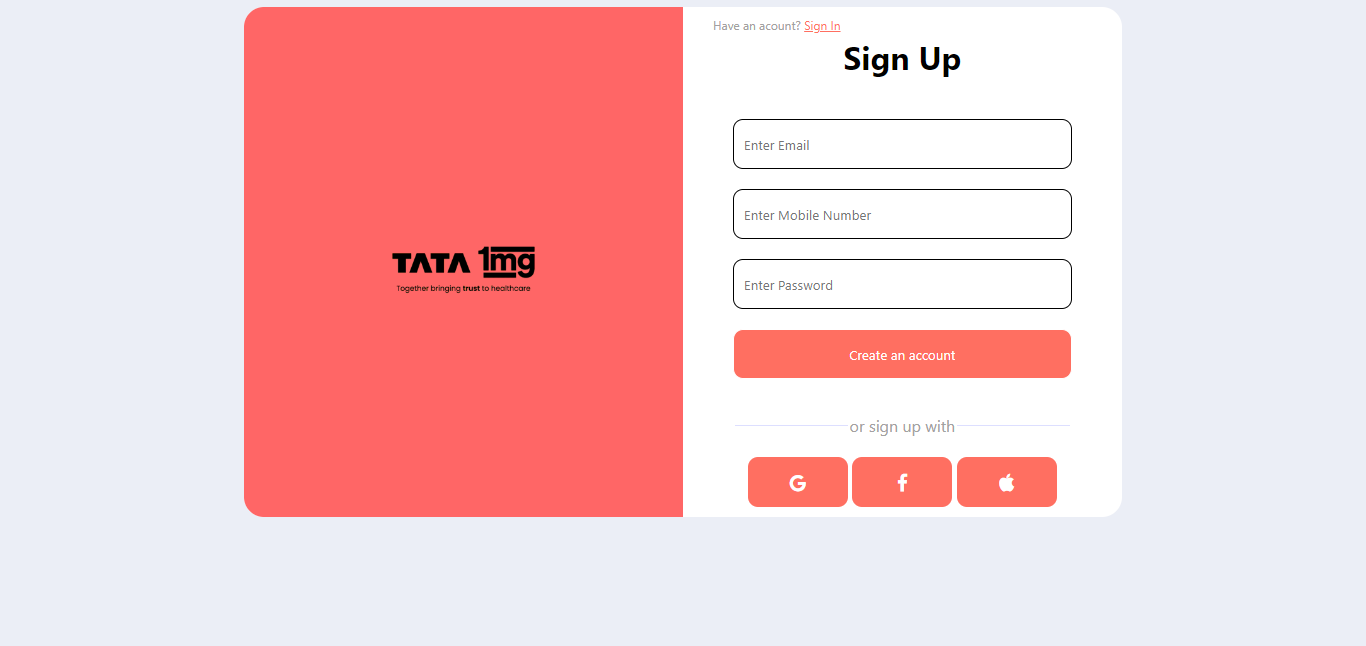 Have an acount? Sign In
Sign Up
Enter Email
Enter Mobile Number
Enter Password
Create an account
or sign up with
TATA 1mg
Together bringing trust to healthcare